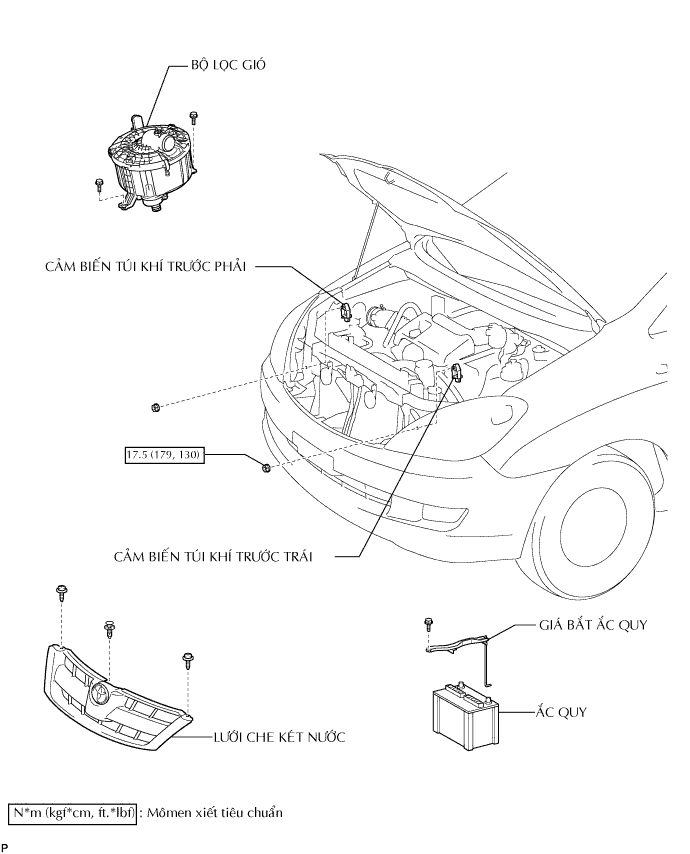 BỘ LỌC GIÓ
CẢM BIẾN TÚI KHÍ TRƯỚC PHẢI
17.5 (179, 130)
CẢM BIẾN TÚI KHÍ TRƯỚC TRÁI
GIÁ BẮT ẮC QUY
ẮC QUY
LƯỚI CHE KÉT NƯỚC
N*m (kgf*cm, ft.*lbf) : Mômen xiết tiêu chuẩn
P